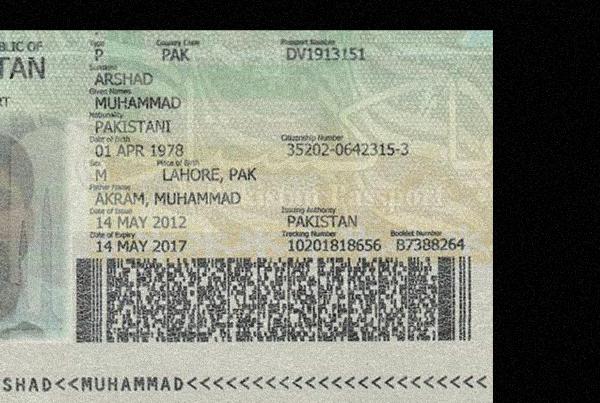 BLIC OF
TAN
RT
Type Country Code Passport Number
P PAK DV1913151
Surname
ARSHAD
Given Names
MUHAMMAD
Nationality
PAKISTANI
Date of Birth Citizenship Number
01 APR 1978 35202-0642315-3
Sex Place of Birth
M LAHORE, PAK
Father Name
AKRAM, MUHAMMAD
Date of Issue Issuing Authority
14 MAY 2012 PAKISTAN
Date of Expiry Tracking Number Booklet Number
14 MAY 2017 10201818656 B7388264
SHAD<<MUHAMMAD<<<<<<<<<<<<<<<<<<<<<<<<